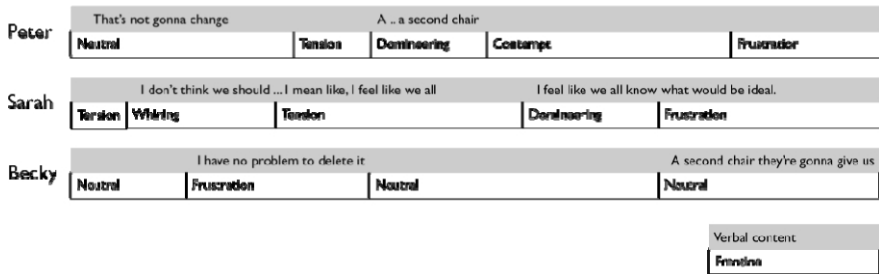 That's not gonna change A .. a second chair
Peter
Neutral Tension Domineering Contempt Frustration
I don't think we should ... I mean like, I feel like we all I feel like we all know what would be ideal.
Sarah
Tension Whining Tension Domineering Frustration
I have no problem to delete it A second chair they're gonna give us
Becky
Neutral Frustration Neutral Neutral
Verbal content
Emotion